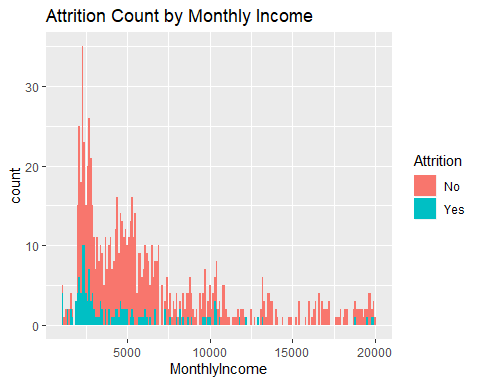 Attrition Count by Monthly Income
count
30
20
10
0
5000 10000 15000 20000
MonthlyIncome
Attrition
No
Yes